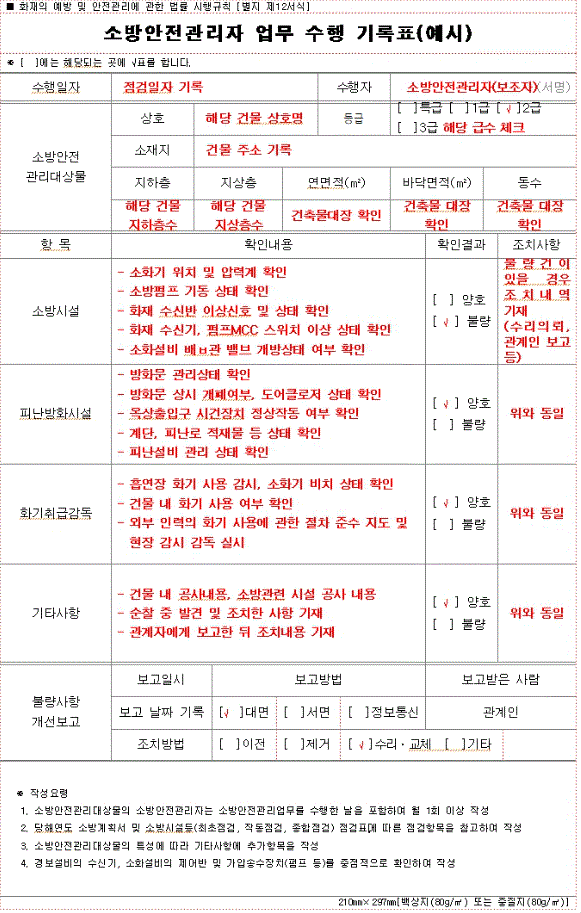 ■ 화재의 예방 및 안전관리에 관한 법률 시행규칙 [별지 제12서식]
소방안전관리자 업무 수행 기록표(예시)
※ [ ]에는 해당되는 곳에 √표를 합니다.
수행일자 점검일자 기록 수행자 소방안전관리자(보조자)(서명)
소방안전
관리대상물
상호 해당 건물 상호명 등급 [ ]특급 [ ]1급 [ √ ]2급
[ ]3급 해당 급수 체크
소재지 건물 주소 기록
지하층 지상층 연면적(㎡) 바닥면적(㎡) 동수
해당 건물 해당 건물 건축물대장 확인 건축물 대장 건축물 대장
지하층수 지상층수 확인 확인
항 목 확인내용 확인결과 조치사항
소방시설
- 소화기 위치 및 압력계 확인
- 소방펌프 기동 상태 확인
- 화재 수신반 이상신호 및 상태 확인
- 화재 수신기, 펌프MCC 스위치 이상 상태 확인
- 소화설비 배ㅂ관 밸브 개방상태 여부 확인
[ ] 양호
[ √ ] 불량
불 량 건 이
있을 경우
조 치 내 역
기재
(수리의뢰,
관계인 보고
등)
피난방화시설
- 방화문 관리상태 확인
- 방화문 상시 개폐여부, 도어클로저 상태 확인
- 옥상출입구 시건장치 정상작동 여부 확인
- 계단, 피난로 적재물 등 상태 확인
- 피난설비 관리 상태 확인
[ √ ] 양호
[ ] 불량
위와 동일
화기취급감독
- 흡연장 화기 사용 감시, 소화기 비치 상태 확인
- 건물 내 화기 사용 여부 확인
- 외부 인력의 화기 사용에 관한 절차 준수 지도 및
현장 감시 감독 실시
[ √ ] 양호
[ ] 불량
위와 동일
기타사항
- 건물 내 공사내용, 소방관련 시설 공사 내용
- 순찰 중 발견 및 조치한 사항 기재
- 관계자에게 보고한 뒤 조치내용 기재
[ √ ] 양호
[ ] 불량
위와 동일
불량사항
개선보고
보고일시 보고방법 보고받은 사람
보고 날짜 기록 [√ ]대면 [ ]서면 [ ]정보통신 관계인
조치방법 [ ]이전 [ ]제거 [ √ ]수리·교체 [ ]기타
※ 작성요령
1. 소방안전관리대상물의 소방안전관리자는 소방안전관리업무를 수행한 날을 포함하여 월 1회 이상 작성
2. 당해연도 소방계획서 및 소방시설등(최초점검, 작동점검, 종합점검) 점검표에 따른 점검항목을 참고하여 작성
3. 소방안전관리대상물의 특성에 따라 기타사항에 추가항목을 작성
4. 경보설비의 수신기, 소화설비의 제어반 및 가압송수장치(펌프 등)를 중점적으로 확인하여 작성
210mm×297mm[백상지(80g/㎡) 또는 중질지(80g/㎡)]